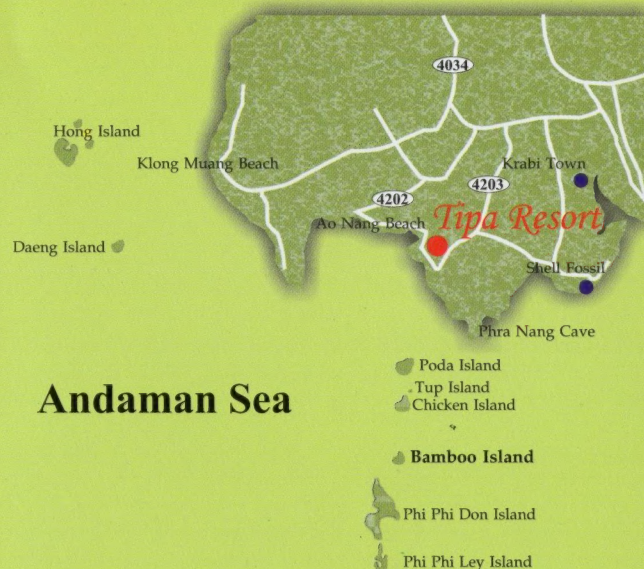 4034
Hong Island
Klong Muang Beach
Krabi Town
4203
4202
Ao Nang Beach
Tipa Resort
Daeng Island
Shell Fossil
Phra Nang Cave
Poda Island
Tup Island
Chicken Island
Andaman Sea
Bamboo Island
Phi Phi Don Island
Phi Phi Ley Island